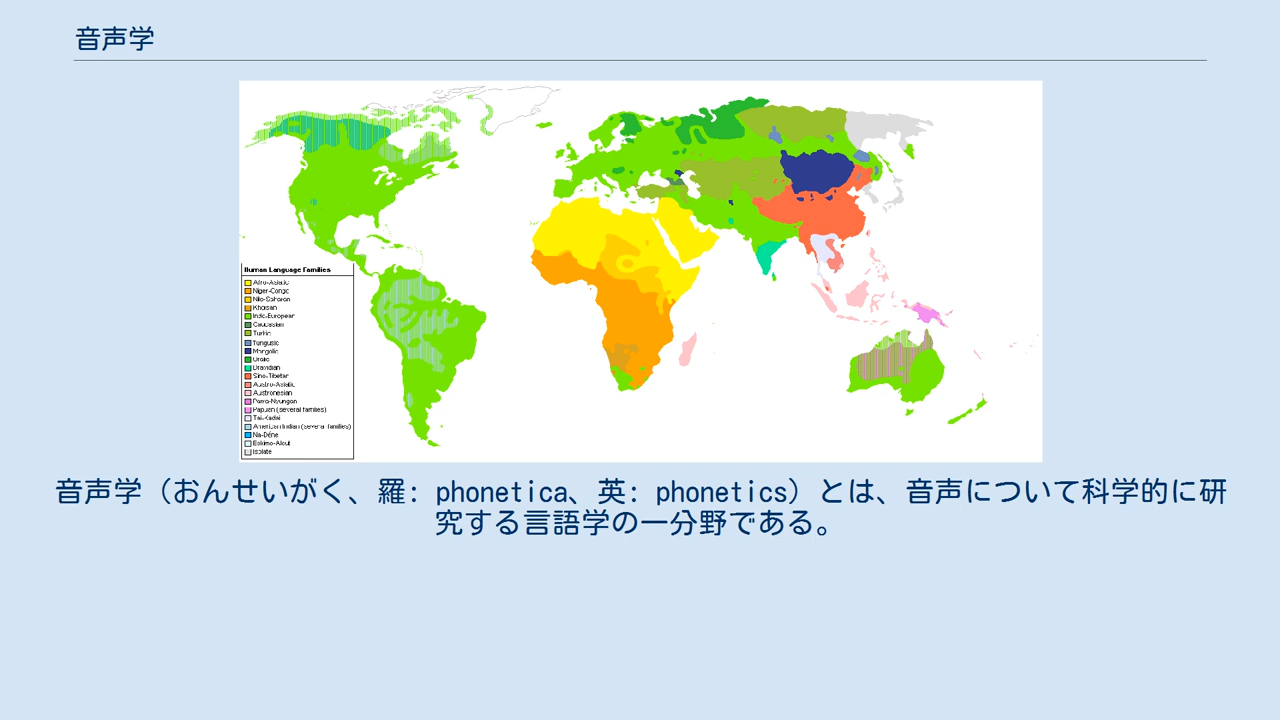 音声学
Human Language Families
Afro-Asiatic
Niger-Congo
Nilo-Saharan
Khoisan
Indo-European
Caucasian
Turkic
Tungusic
Mongolic
Uralic
Dravidian
Sino-Tibetan
Austro-Asiatic
Austronesian
Pama-Nyungan
Papuan (several families)
Tai-Kadai
American Indian (several families)
Na-Dene
Eskimo-Aleut
Isolate
音声学（おんせいがく、羅: phonetica、英: phonetics）とは、音声について科学的に研
究する言語学の一分野である。